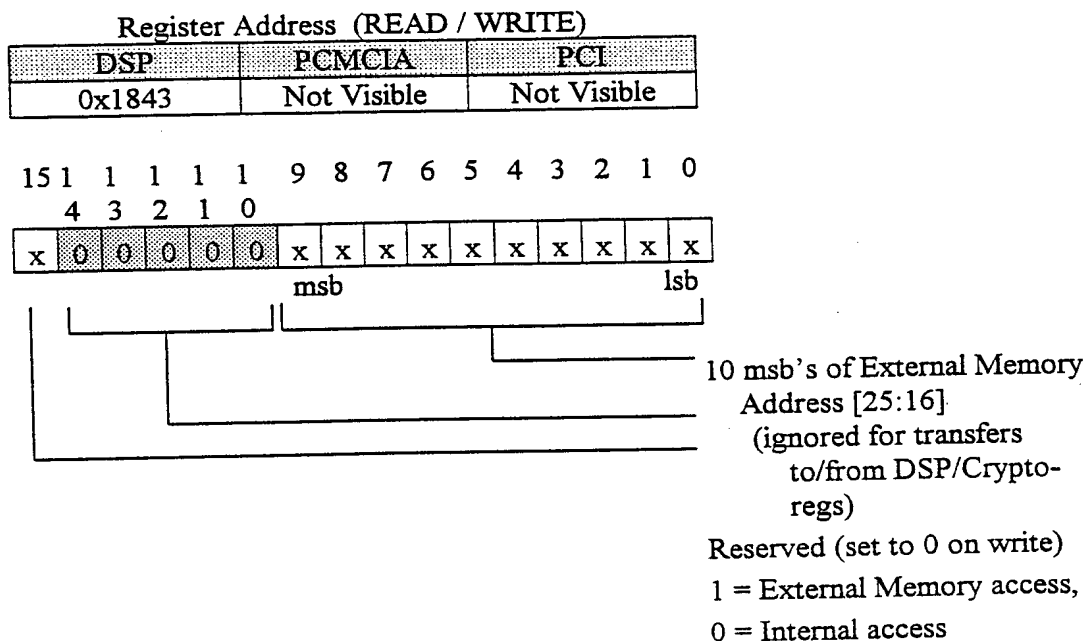 Register Address (READ / WRITE)
DSP PCMCIA PCI
0x1843 Not Visible Not Visible
15 1 1 1 1 1 9 8 7 6 5 4 3 2 1 0
4 3 2 1 0
x 0 0 0 0 0 x x x x x x x x x x
msb lsb
10 msb's of External Memory
Address [25:16]
(ignored for transfers
to/from DSP/Crypto-
regs)
Reserved (set to 0 on write)
1 = External Memory access,
0 = Internal access